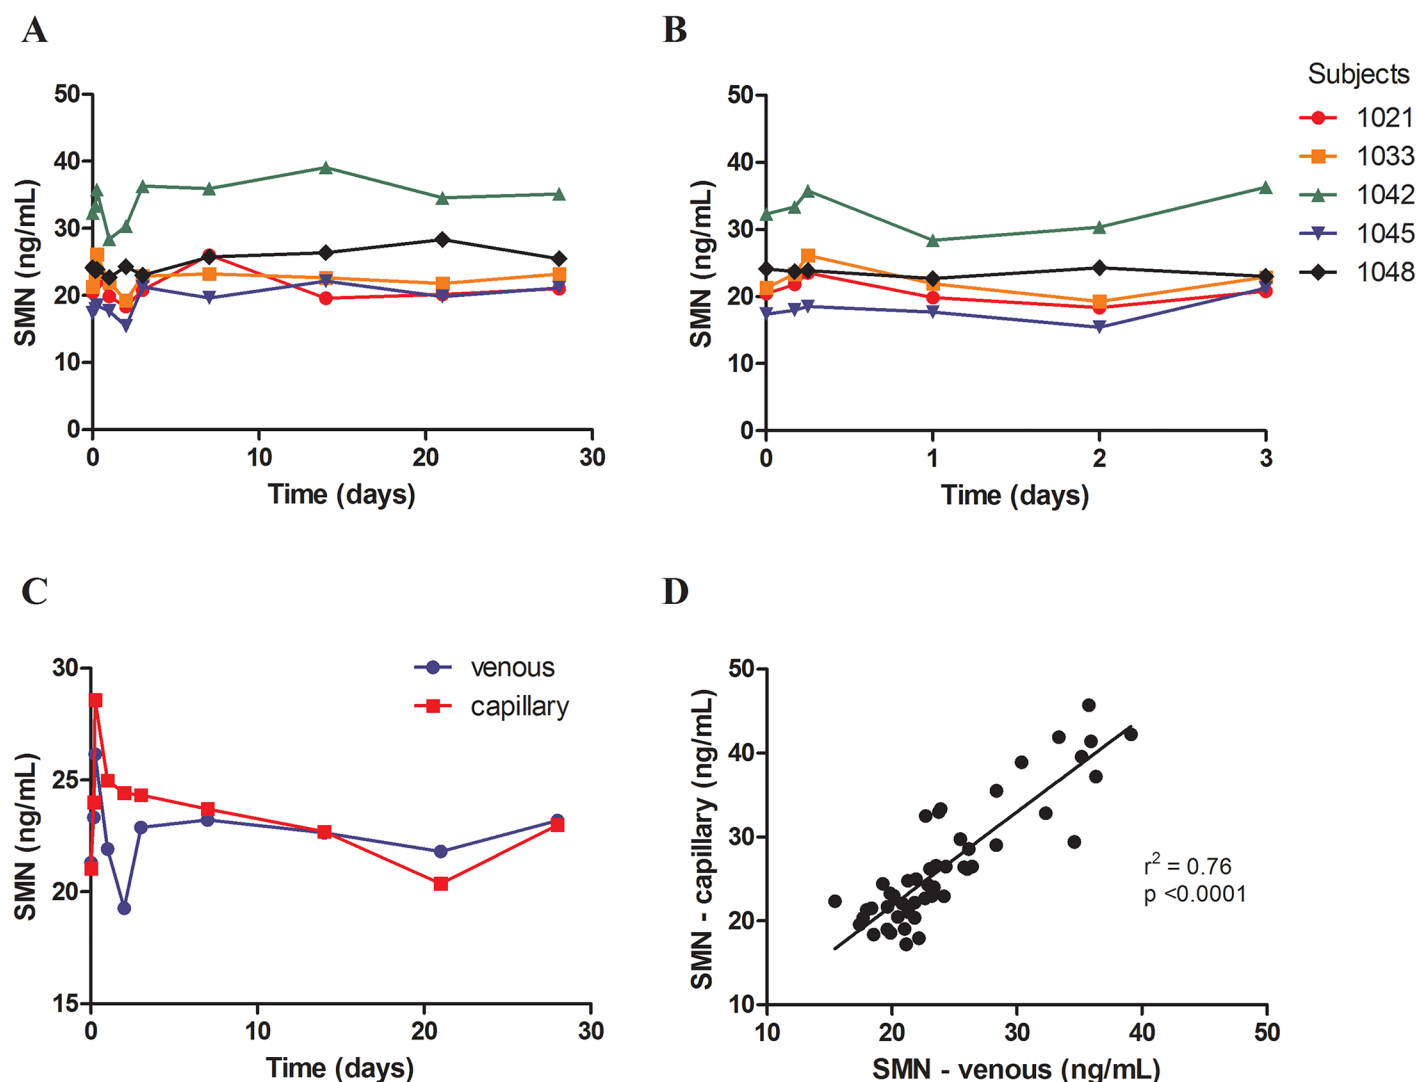 A
SMN (ng/mL)
50
40
30
20
10
0
0 10 20 30
Time (days)
B
SMN (ng/mL)
50
40
30
20
10
0
0 1 2 3
Time (days)
Subjects
1021
1033
1042
1045
1048
C
SMN (ng/mL)
30
25
20
15
0 10 20 30
Time (days)
venous
capillary
D
SMN - capillary (ng/mL)
50
40
30
20
10
10 20 30 40 50
SMN - venous (ng/mL)
r² = 0.76
p <0.0001